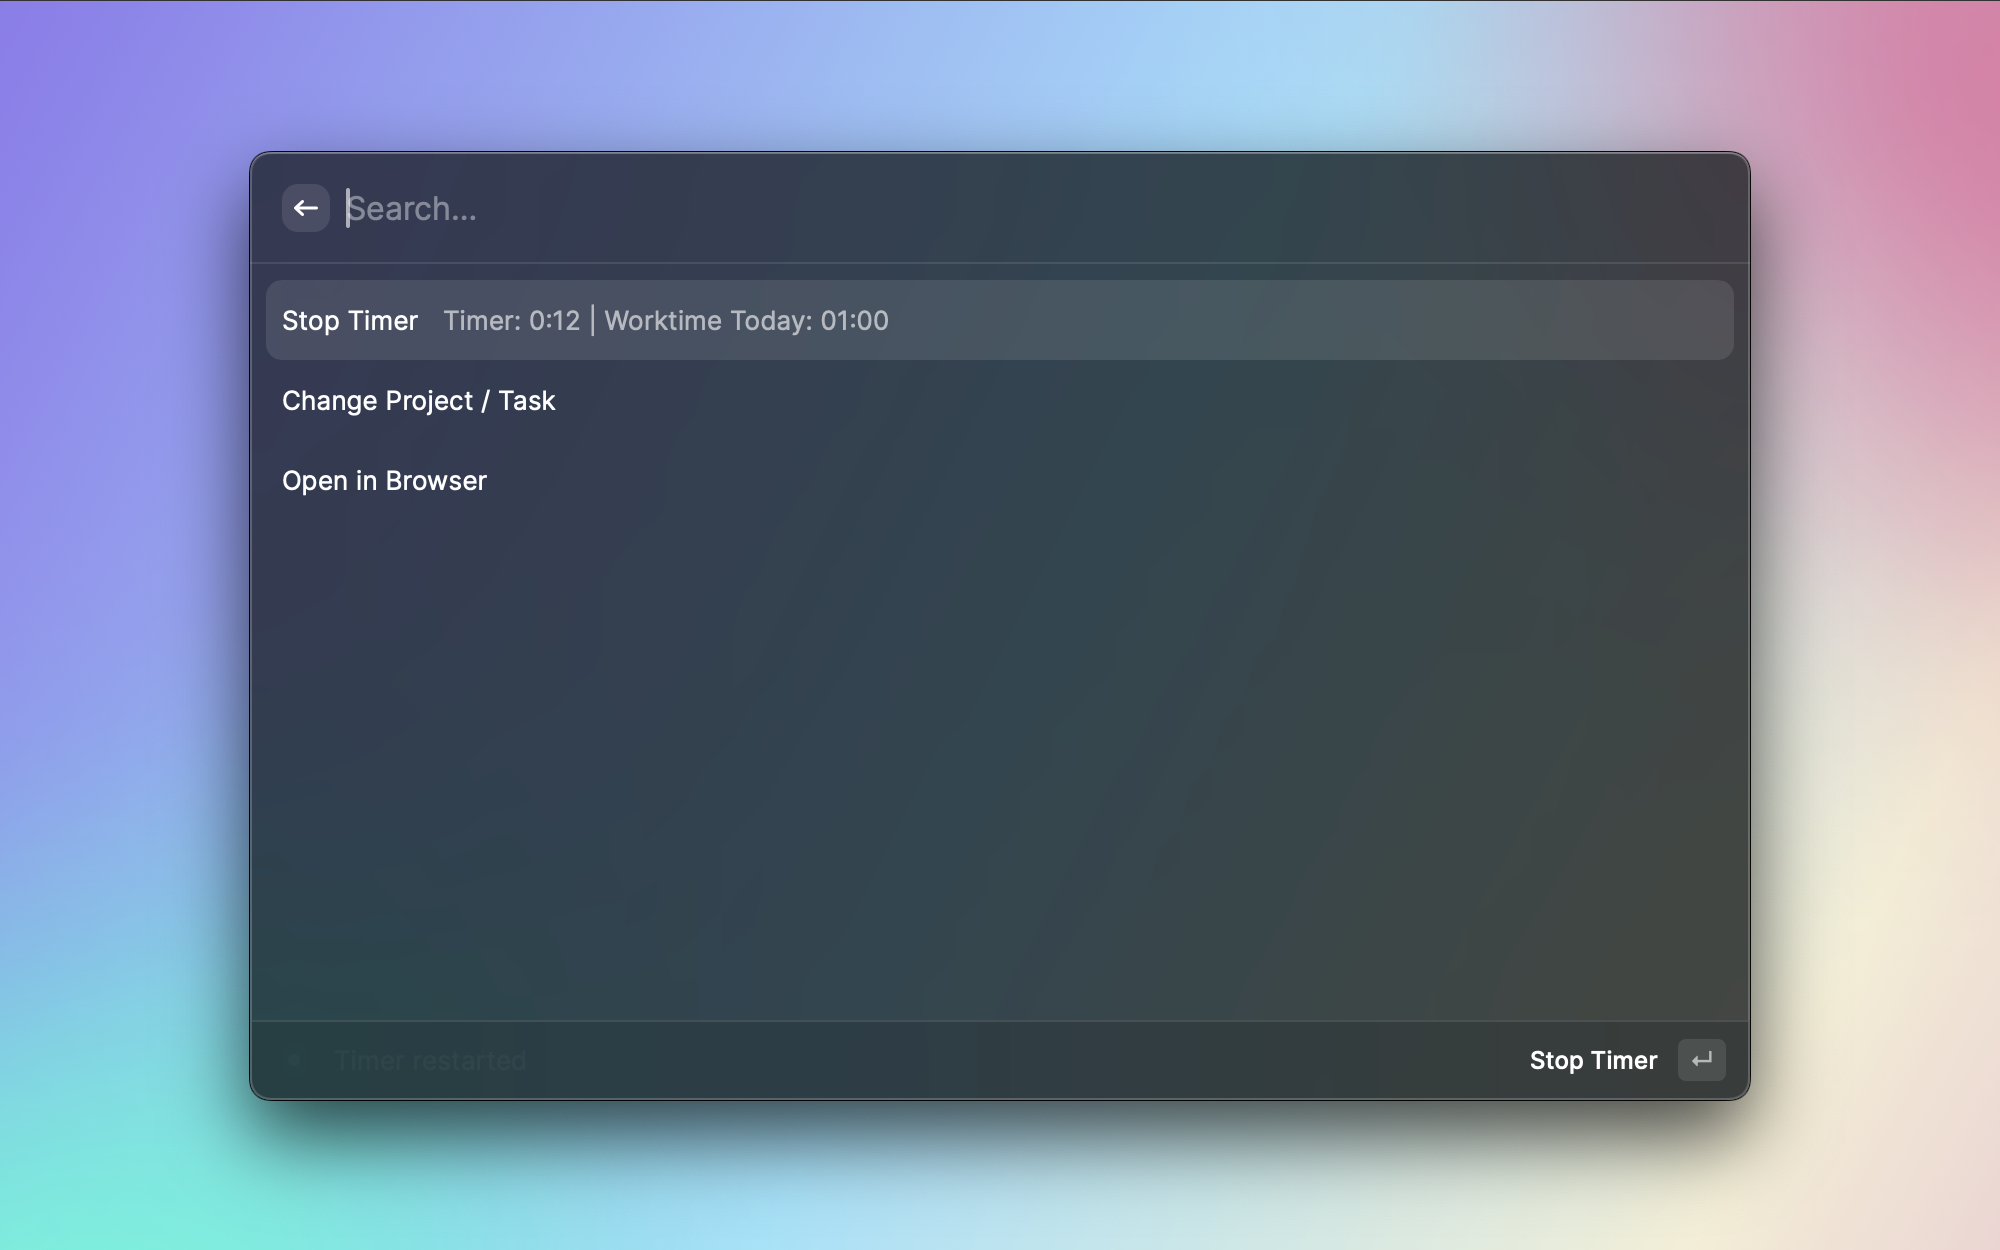 Search...
Stop Timer Timer: 0:12 | Worktime Today: 01:00
Change Project / Task
Open in Browser
Timer restarted
Stop Timer